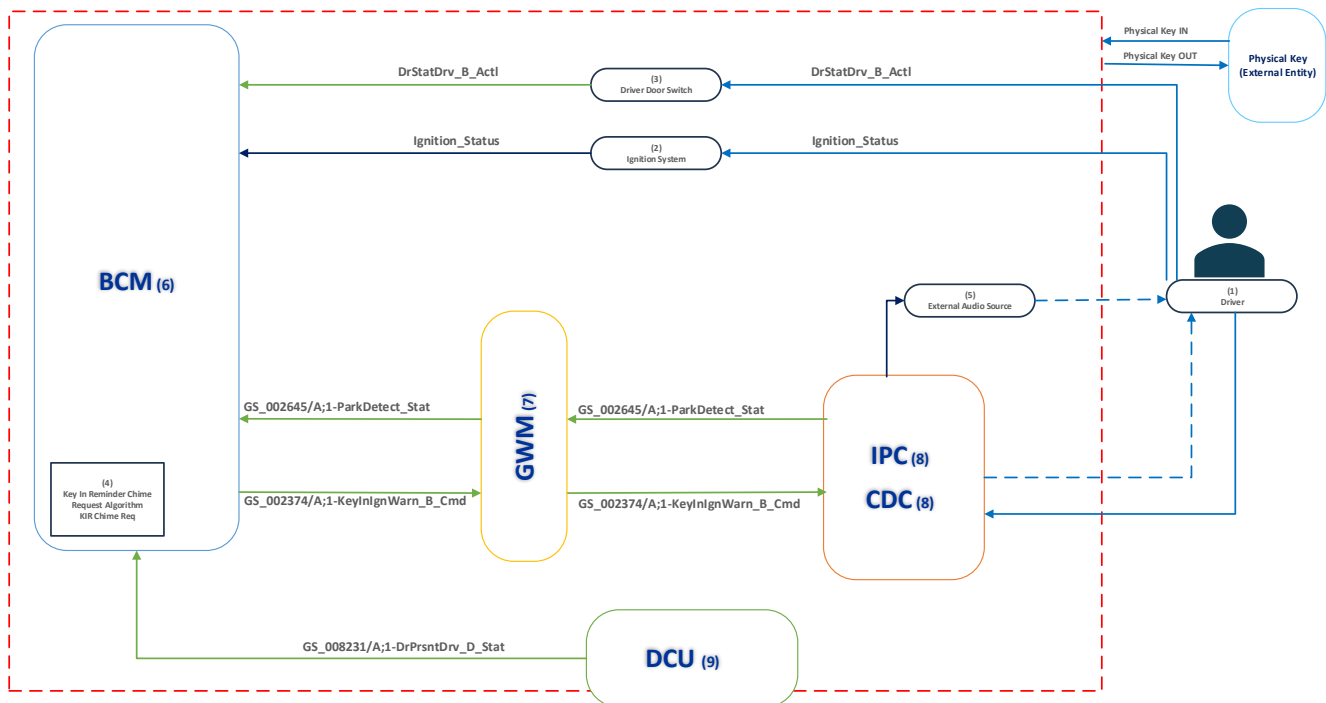 Physical Key IN
Physical Key OUT
Physical Key
(External Entity)
DrStatDrv_B_Actl
(3)
Driver Door Switch
DrStatDrv_B_Actl
Ignition_Status
(2)
Ignition System
Ignition_Status
BCM (6)
(5)
External Audio Source
(1)
Driver
GS_002645/A;1-ParkDetect_Stat
GWM (7)
GS_002645/A;1-ParkDetect_Stat
IPC (8)
CDC (8)
(4)
Key In Reminder Chime
Request Algorithm
KIR Chime Req
GS_002374/A;1-KeyInIgnWarn_B_Cmd
GS_002374/A;1-KeyInIgnWarn_B_Cmd
GS_008231/A;1-DrPrsntDrv_D_Stat
DCU (9)